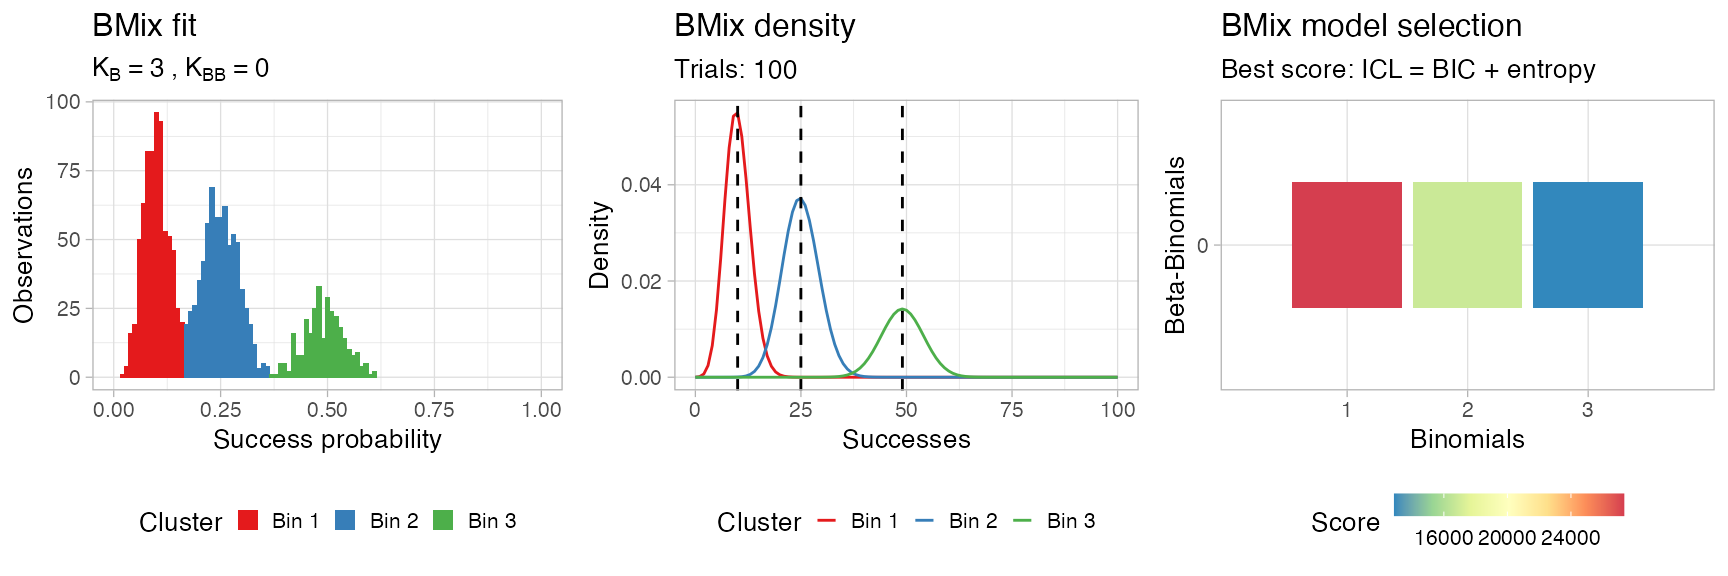 BMix fit
K_B = 3 , K_BB = 0
Observations
100
75
50
25
0
0.00 0.25 0.50 0.75 1.00
Success probability
Cluster Bin 1 Bin 2 Bin 3
BMix density
Trials: 100
Density
0.04
0.02
0.00
0 25 50 75 100
Successes
Cluster Bin 1 Bin 2 Bin 3
BMix model selection
Best score: ICL = BIC + entropy
Beta-Binomials
0
1 2 3
Binomials
Score
16000 20000 24000